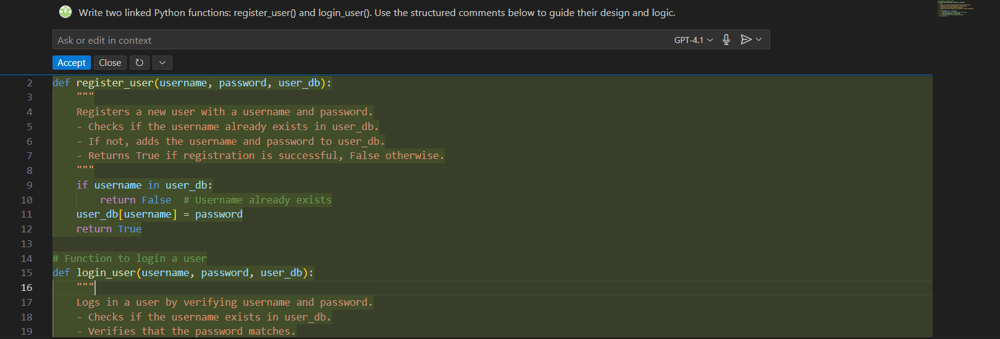 Write two linked Python functions: register_user() and login_user(). Use the structured comments below to guide their design and logic.
Ask or edit in context
GPT-4.1
Accept Close
2 def register_user(username, password, user_db):
3     """
4     Registers a new user with a username and password.
5     - Checks if the username already exists in user_db.
6     - If not, adds the username and password to user_db.
7     - Returns True if registration is successful, False otherwise.
8     """
9     if username in user_db:
10         return False  # Username already exists
11     user_db[username] = password
12     return True
13
14 # Function to login a user
15 def login_user(username, password, user_db):
16     """
17     Logs in a user by verifying username and password.
18     - Checks if the username exists in user_db.
19     - Verifies that the password matches.